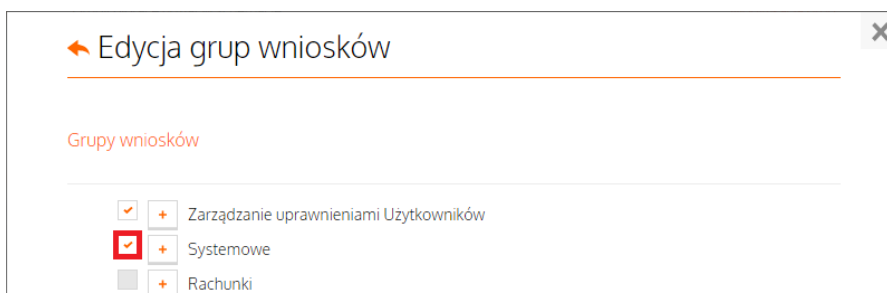 Edycja grup wniosków
Grupy wniosków
Zarządzanie uprawnieniami Użytkowników
Systemowe
Rachunki